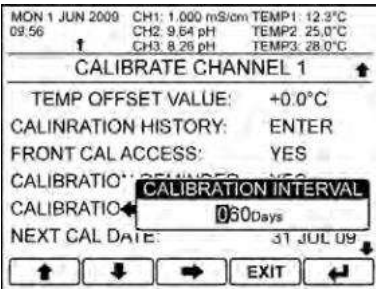 MON 1 JUN 2009 CH1: 1.000 mS/cm TEMP1: 12.3°C
09:56 CH2: 9.64 pH TEMP2: 25.0°C
CH3: 8.26 pH TEMP3: 28.0°C
CALIBRATE CHANNEL 1
TEMP OFFSET VALUE: +0.0°C
CALINRATION HISTORY: ENTER
FRONT CAL ACCESS: YES
CALIBRATIO
CALIBRATION INTERVAL
CALIBRATIO 060Days
NEXT CAL DATE: 31 JUL 09
EXIT